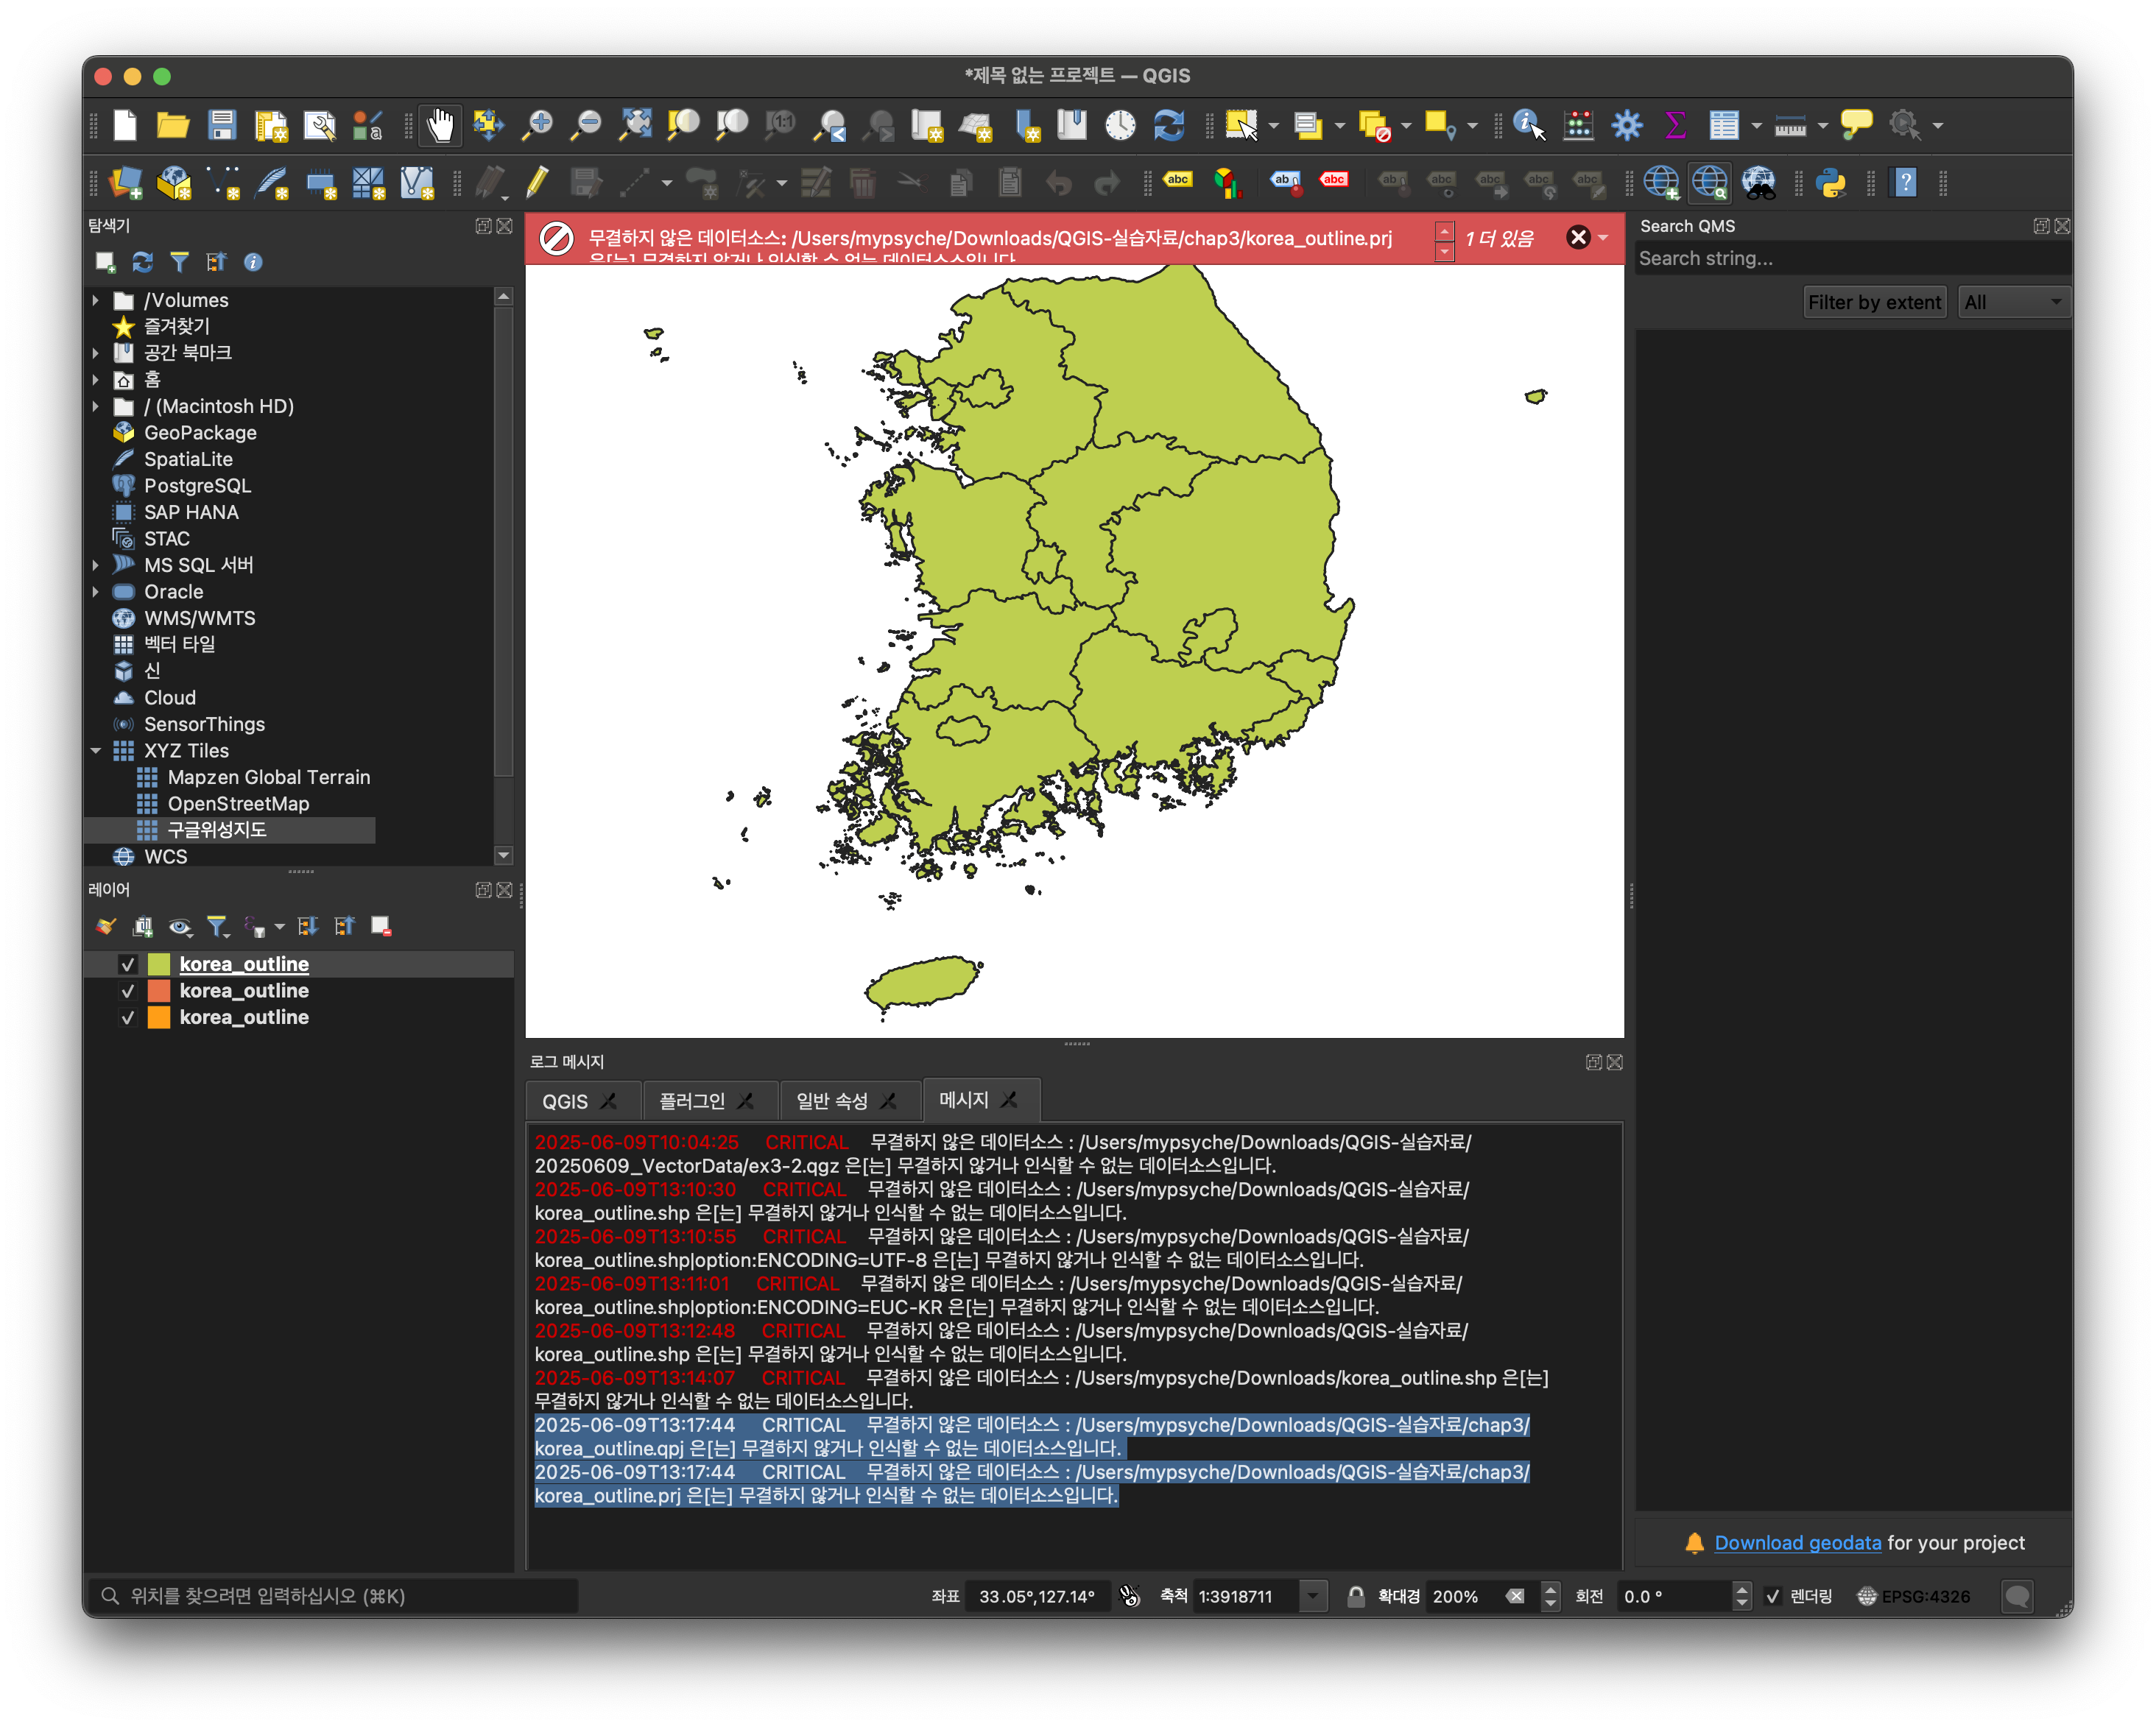 *제목 없는 프로젝트 — QGIS
탐색기
/Volumes
즐겨찾기
공간 북마크
홈
/ (Macintosh HD)
GeoPackage
SpatiaLite
PostgreSQL
SAP HANA
STAC
MS SQL 서버
Oracle
WMS/WMTS
벡터 타일
신
Cloud
SensorThings
XYZ Tiles
Mapzen Global Terrain
OpenStreetMap
구글위성지도
WCS
레이어
korea_outline
korea_outline
korea_outline
무결하지 않은 데이터소스: /Users/mypsyche/Downloads/QGIS-실습자료/chap3/korea_outline.prj
은[는] 무결하지 않거나 인식할 수 없는 데이터소스입니다.
1 더 있음
로그 메시지
QGIS
플러그인
일반 속성
메시지
2025-06-09T10:04:25 CRITICAL 무결하지 않은 데이터소스 : /Users/mypsyche/Downloads/QGIS-실습자료/
20250609_VectorData/ex3-2.qgz 은[는] 무결하지 않거나 인식할 수 없는 데이터소스입니다.
2025-06-09T13:10:30 CRITICAL 무결하지 않은 데이터소스 : /Users/mypsyche/Downloads/QGIS-실습자료/
korea_outline.shp 은[는] 무결하지 않거나 인식할 수 없는 데이터소스입니다.
2025-06-09T13:10:55 CRITICAL 무결하지 않은 데이터소스 : /Users/mypsyche/Downloads/QGIS-실습자료/
korea_outline.shp|option:ENCODING=UTF-8 은[는] 무결하지 않거나 인식할 수 없는 데이터소스입니다.
2025-06-09T13:11:01 CRITICAL 무결하지 않은 데이터소스 : /Users/mypsyche/Downloads/QGIS-실습자료/
korea_outline.shp|option:ENCODING=EUC-KR 은[는] 무결하지 않거나 인식할 수 없는 데이터소스입니다.
2025-06-09T13:12:48 CRITICAL 무결하지 않은 데이터소스 : /Users/mypsyche/Downloads/QGIS-실습자료/
korea_outline.shp 은[는] 무결하지 않거나 인식할 수 없는 데이터소스입니다.
2025-06-09T13:14:07 CRITICAL 무결하지 않은 데이터소스 : /Users/mypsyche/Downloads/korea_outline.shp 은[는]
무결하지 않거나 인식할 수 없는 데이터소스입니다.
2025-06-09T13:17:44 CRITICAL 무결하지 않은 데이터소스 : /Users/mypsyche/Downloads/QGIS-실습자료/chap3/
korea_outline.qpj 은[는] 무결하지 않거나 인식할 수 없는 데이터소스입니다.
2025-06-09T13:17:44 CRITICAL 무결하지 않은 데이터소스 : /Users/mypsyche/Downloads/QGIS-실습자료/chap3/
korea_outline.prj 은[는] 무결하지 않거나 인식할 수 없는 데이터소스입니다.
Search QMS
Search string...
Filter by extent
All
Download geodata for your project
위치를 찾으려면 입력하십시오 (⌘K)
좌표 33.05°,127.14° 축척 1:3918711 확대경 200% 회전 0.0 ° 렌더링 EPSG:4326